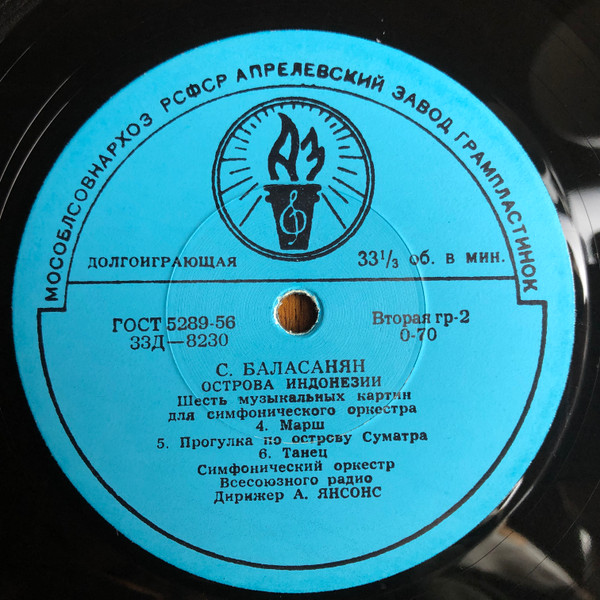 МОСОБЛСОВНАРХОЗ РСФСР АПРЕЛЕВСКИЙ ЗАВОД ГРАМПЛАСТИНОК
АЗ
ДОЛГОИГРАЮЩАЯ
33 1/3 об. в мин.
ГОСТ 5289-56
33Д—8230
Вторая гр-2
0-70
С. БАЛАСАНЯН
ОСТРОВА ИНДОНЕЗИИ
Шесть музыкальных картин
для симфонического оркестра
4. Марш
5. Прогулка по острову Суматра
6. Танец
Симфонический оркестр
Всесоюзного радио
Дирижер А. ЯНСОНС